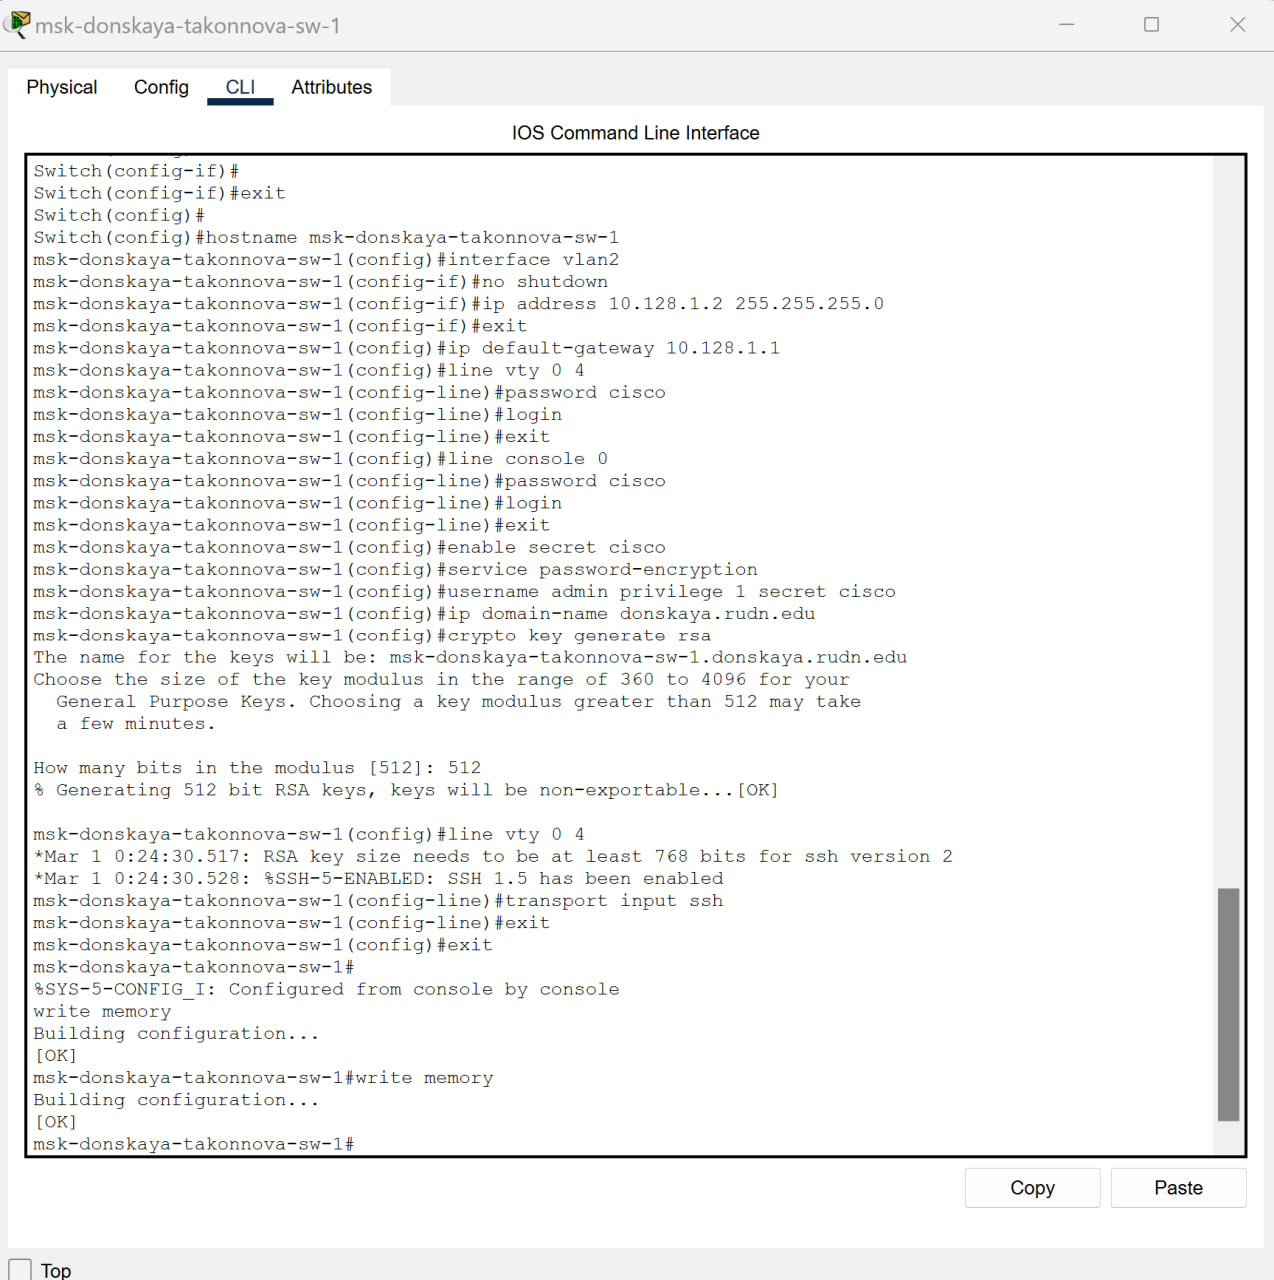 msk-donskaya-takonnova-sw-1
Physical Config CLI Attributes
IOS Command Line Interface
Switch(config-if)#
Switch(config-if)#exit
Switch(config)#
Switch(config)#hostname msk-donskaya-takonnova-sw-1
msk-donskaya-takonnova-sw-1(config)#interface vlan2
msk-donskaya-takonnova-sw-1(config-if)#no shutdown
msk-donskaya-takonnova-sw-1(config-if)#ip address 10.128.1.2 255.255.255.0
msk-donskaya-takonnova-sw-1(config-if)#exit
msk-donskaya-takonnova-sw-1(config)#ip default-gateway 10.128.1.1
msk-donskaya-takonnova-sw-1(config)#line vty 0 4
msk-donskaya-takonnova-sw-1(config-line)#password cisco
msk-donskaya-takonnova-sw-1(config-line)#login
msk-donskaya-takonnova-sw-1(config-line)#exit
msk-donskaya-takonnova-sw-1(config)#line console 0
msk-donskaya-takonnova-sw-1(config-line)#password cisco
msk-donskaya-takonnova-sw-1(config-line)#login
msk-donskaya-takonnova-sw-1(config-line)#exit
msk-donskaya-takonnova-sw-1(config)#enable secret cisco
msk-donskaya-takonnova-sw-1(config)#service password-encryption
msk-donskaya-takonnova-sw-1(config)#username admin privilege 1 secret cisco
msk-donskaya-takonnova-sw-1(config)#ip domain-name donskaya.rudn.edu
msk-donskaya-takonnova-sw-1(config)#crypto key generate rsa
The name for the keys will be: msk-donskaya-takonnova-sw-1.donskaya.rudn.edu
Choose the size of the key modulus in the range of 360 to 4096 for your
General Purpose Keys. Choosing a key modulus greater than 512 may take
a few minutes.
How many bits in the modulus [512]: 512
% Generating 512 bit RSA keys, keys will be non-exportable...[OK]
msk-donskaya-takonnova-sw-1(config)#line vty 0 4
*Mar 1 0:24:30.517: RSA key size needs to be at least 768 bits for ssh version 2
*Mar 1 0:24:30.528: %SSH-5-ENABLED: SSH 1.5 has been enabled
msk-donskaya-takonnova-sw-1(config-line)#transport input ssh
msk-donskaya-takonnova-sw-1(config-line)#exit
msk-donskaya-takonnova-sw-1(config)#exit
msk-donskaya-takonnova-sw-1#
%SYS-5-CONFIG_I: Configured from console by console
write memory
Building configuration...
[OK]
msk-donskaya-takonnova-sw-1#write memory
Building configuration...
[OK]
msk-donskaya-takonnova-sw-1#
Copy Paste
Top